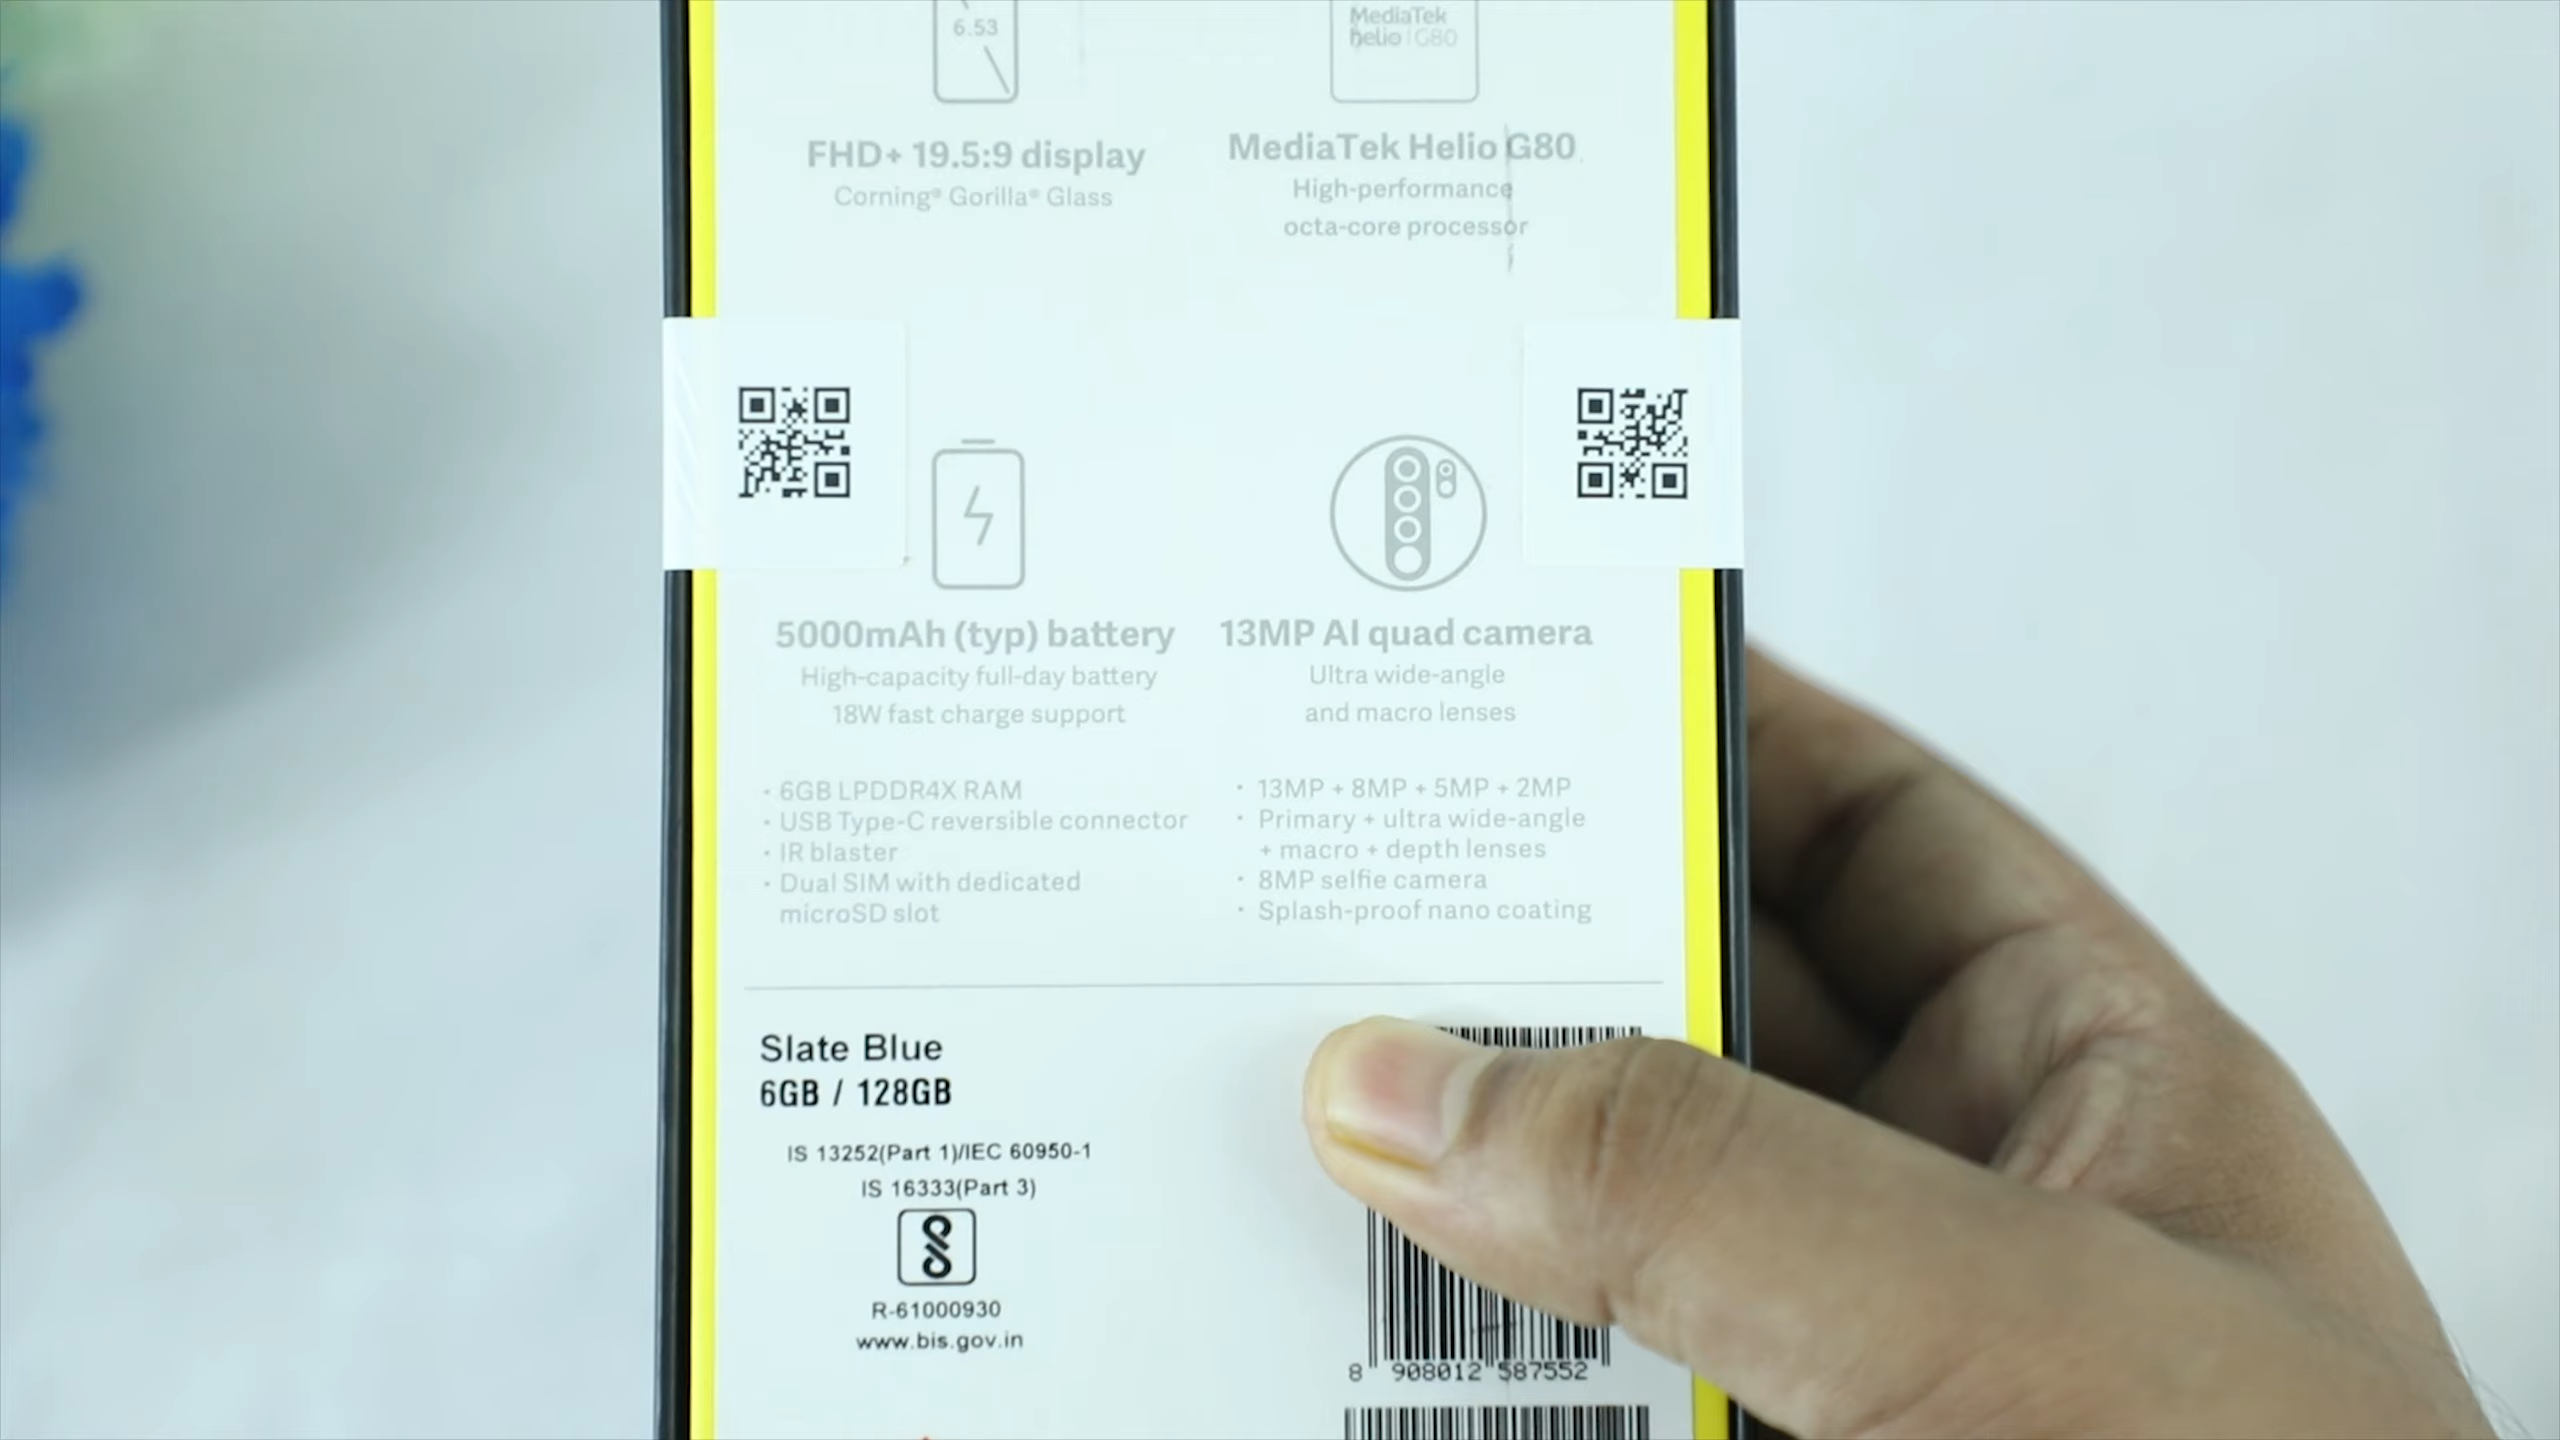 6.53
MediaTek
helio G80
FHD+ 19.5:9 display
Corning® Gorilla® Glass
MediaTek Helio G80
High-performance
octa-core processor
5000mAh (typ) battery
High-capacity full-day battery
18W fast charge support
13MP AI quad camera
Ultra wide-angle
and macro lenses
· 6GB LPDDR4X RAM
· USB Type-C reversible connector
· IR blaster
· Dual SIM with dedicated
microSD slot
· 13MP + 8MP + 5MP + 2MP
· Primary + ultra wide-angle
+ macro + depth lenses
· 8MP selfie camera
· Splash-proof nano coating
Slate Blue
6GB / 128GB
IS 13252(Part 1)/IEC 60950-1
IS 16333(Part 3)
R-61000930
www.bis.gov.in
8 908012 587552